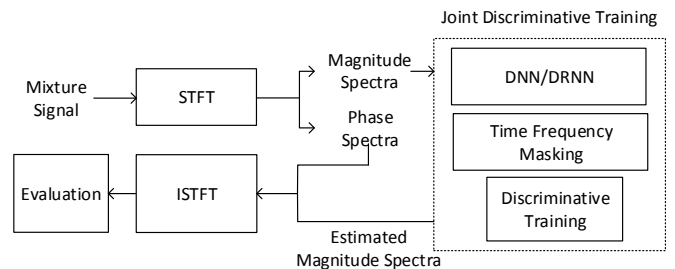 Joint Discriminative Training
Mixture
Signal
STFT
Magnitude
Spectra
Phase
Spectra
DNN/DRNN
Time Frequency
Masking
Discriminative
Training
Evaluation
ISTFT
Estimated
Magnitude Spectra